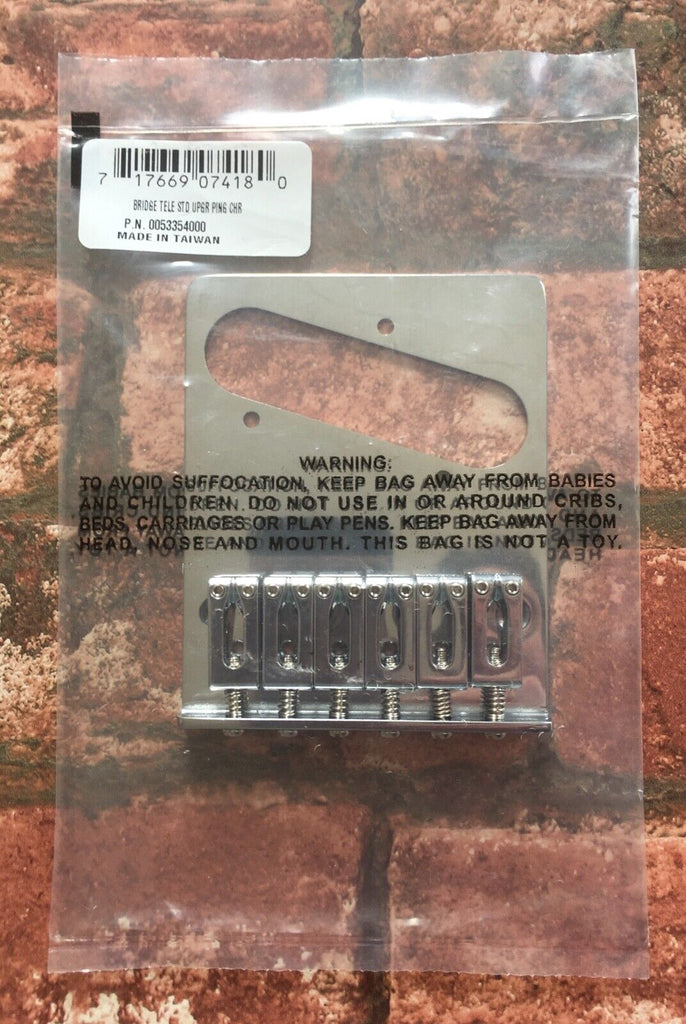 7 17669 07418 0
BRIDGE TELE STD UPGR PING CHR
P.N. 0053354000
MADE IN TAIWAN
WARNING:
TO AVOID SUFFOCATION, KEEP BAG AWAY FROM BABIES
AND CHILDREN. DO NOT USE IN OR AROUND CRIBS,
BEDS, CARRIAGES OR PLAY PENS. KEEP BAG AWAY FROM
HEAD, NOSE AND MOUTH. THIS BAG IS NOT A TOY.